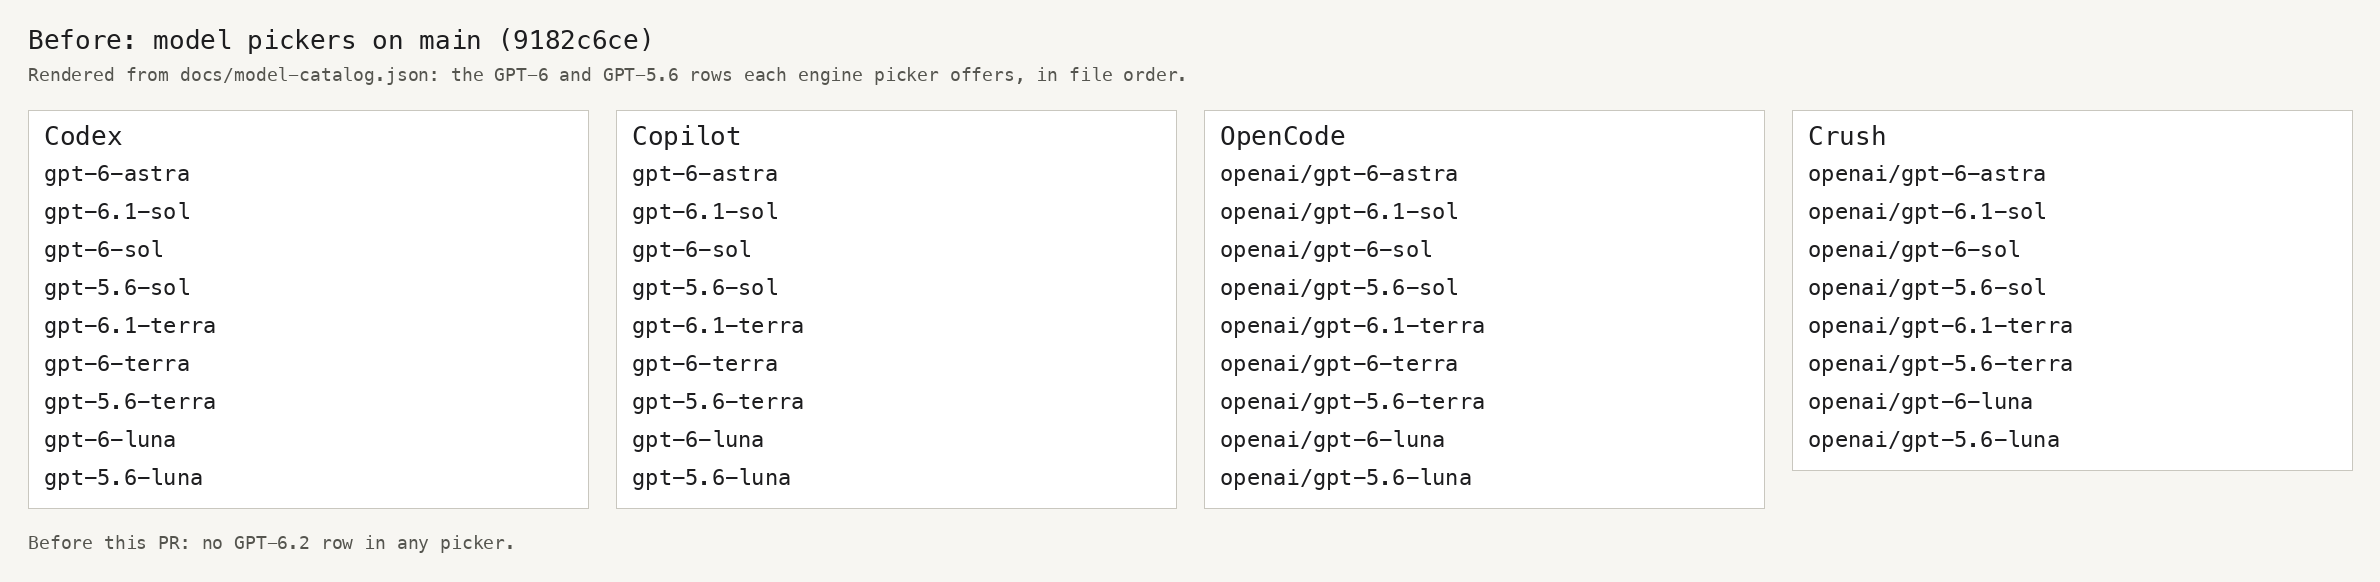 Before: model pickers on main (9182c6ce)
Rendered from docs/model-catalog.json: the GPT-6 and GPT-5.6 rows each engine picker offers, in file order.
Codex
gpt-6-astra
gpt-6.1-sol
gpt-6-sol
gpt-5.6-sol
gpt-6.1-terra
gpt-6-terra
gpt-5.6-terra
gpt-6-luna
gpt-5.6-luna
Copilot
gpt-6-astra
gpt-6.1-sol
gpt-6-sol
gpt-5.6-sol
gpt-6.1-terra
gpt-6-terra
gpt-5.6-terra
gpt-6-luna
gpt-5.6-luna
OpenCode
openai/gpt-6-astra
openai/gpt-6.1-sol
openai/gpt-6-sol
openai/gpt-5.6-sol
openai/gpt-6.1-terra
openai/gpt-6-terra
openai/gpt-5.6-terra
openai/gpt-6-luna
openai/gpt-5.6-luna
Crush
openai/gpt-6-astra
openai/gpt-6.1-sol
openai/gpt-6-sol
openai/gpt-5.6-sol
openai/gpt-6.1-terra
openai/gpt-5.6-terra
openai/gpt-6-luna
openai/gpt-5.6-luna
Before this PR: no GPT-6.2 row in any picker.